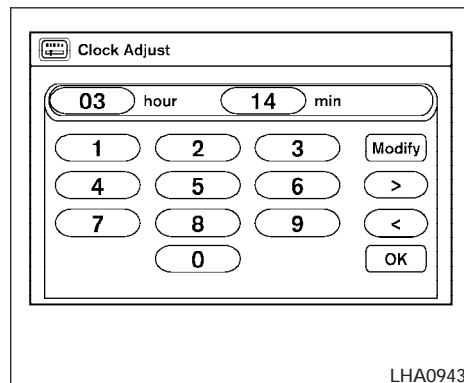 Clock Adjust
03 hour 14 min
1 2 3 Modify
4 5 6 >
7 8 9 <
0 OK
LHA0943